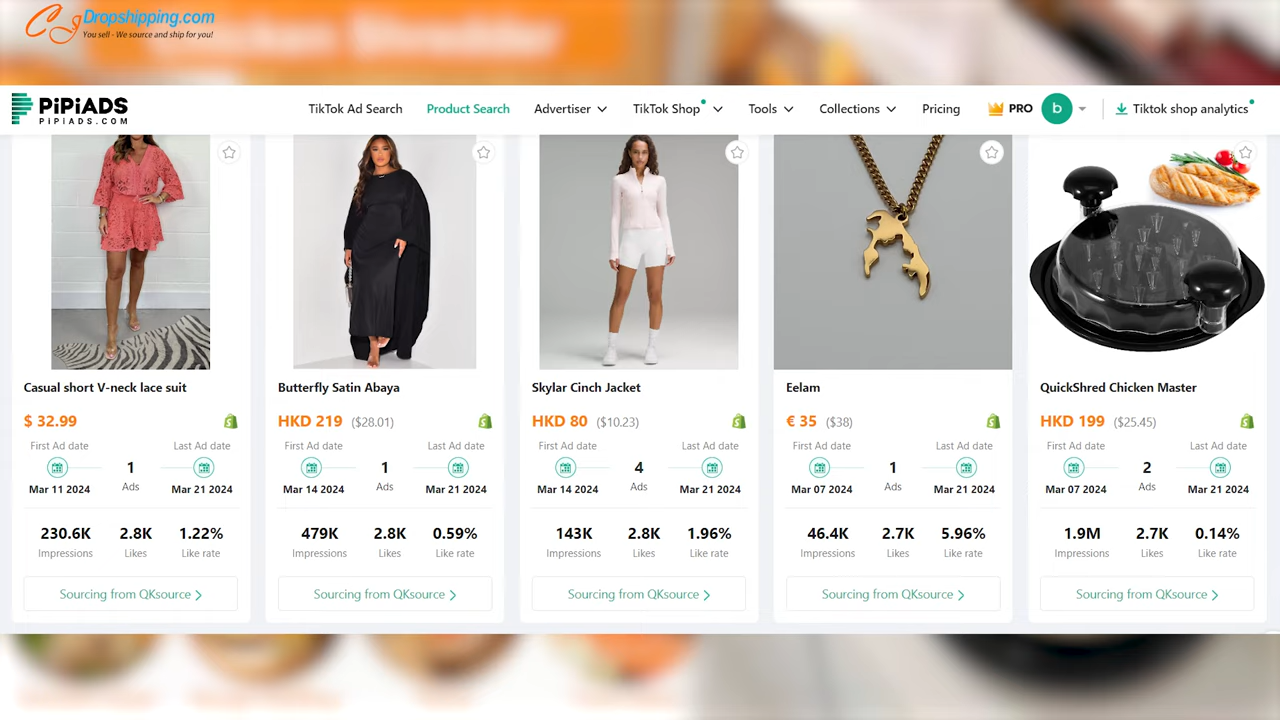 CJ Dropshipping.com
You sell - We source and ship for you!
PiPiADS
PIPIADS.COM
TikTok Ad Search
Product Search
Advertiser
TikTok Shop
Tools
Collections
Pricing
PRO
b
Tiktok shop analytics
Casual short V-neck lace suit
$ 32.99
First Ad date
Last Ad date
1
Ads
Mar 11 2024
Mar 21 2024
230.6K
2.8K
1.22%
Impressions
Likes
Like rate
Sourcing from QKsource
Butterfly Satin Abaya
HKD 219 ($28.01)
First Ad date
Last Ad date
1
Ads
Mar 14 2024
Mar 21 2024
479K
2.8K
0.59%
Impressions
Likes
Like rate
Sourcing from QKsource
Skylar Cinch Jacket
HKD 80 ($10.23)
First Ad date
Last Ad date
4
Ads
Mar 14 2024
Mar 21 2024
143K
2.8K
1.96%
Impressions
Likes
Like rate
Sourcing from QKsource
Eelam
€ 35 ($38)
First Ad date
Last Ad date
1
Ads
Mar 07 2024
Mar 21 2024
46.4K
2.7K
5.96%
Impressions
Likes
Like rate
Sourcing from QKsource
QuickShred Chicken Master
HKD 199 ($25.45)
First Ad date
Last Ad date
2
Ads
Mar 07 2024
Mar 21 2024
1.9M
2.7K
0.14%
Impressions
Likes
Like rate
Sourcing from QKsource